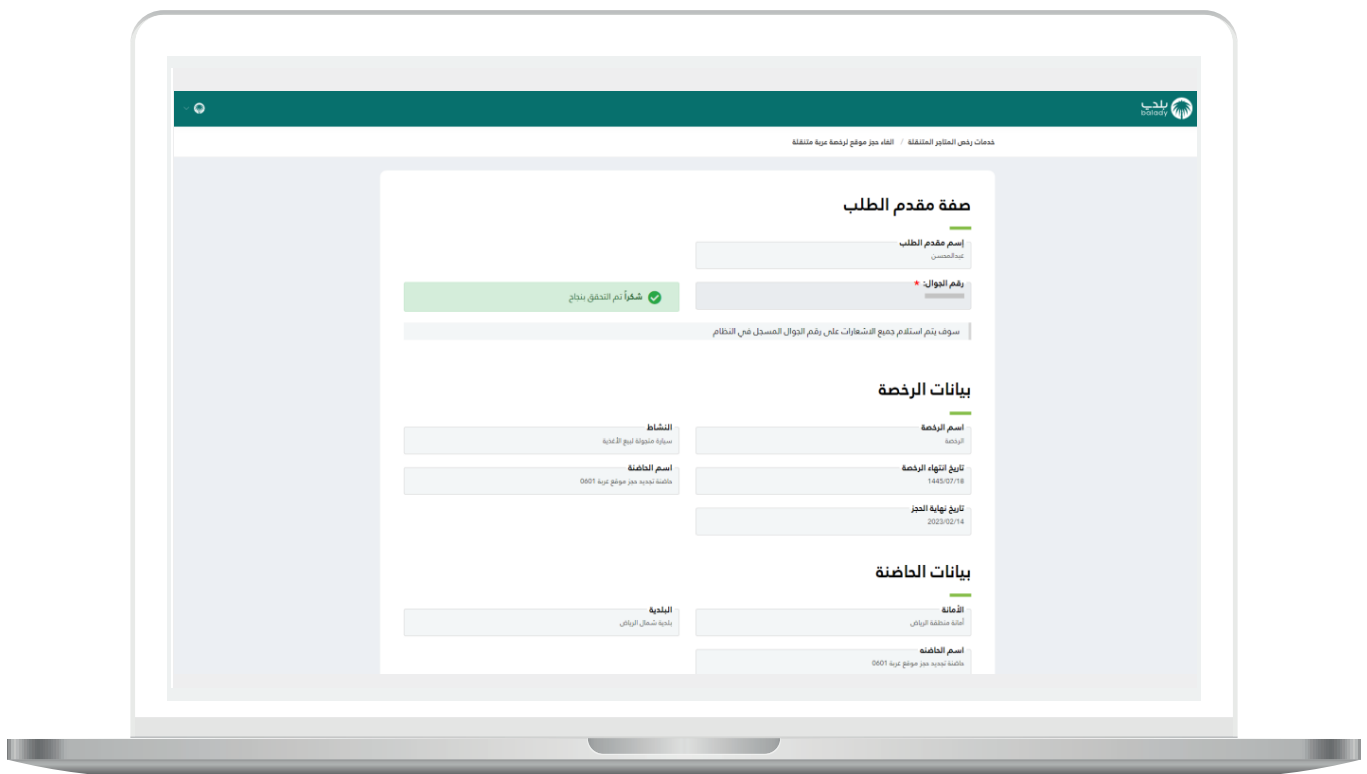 بلدي
balady
خدمات رخص المتاجر المتنقلة / الغاء حجز موقع لرخصة عربة متنقلة
صفة مقدم الطلب
إسم مقدم الطلب
عبدالمحسن
رقم الجوال: *
شكراً تم التحقق بنجاح
سوف يتم استلام جميع الاشعارات على رقم الجوال المسجل في النظام
بيانات الرخصة
اسم الرخصة
الرخصة
النشاط
سيارة متجولة لبيع الأغذية
تاريخ انتهاء الرخصة
1445/07/18
اسم الحاضنة
حاضنة تجديد حجز موقع عربة 0601
تاريخ نهاية الحجز
2023/02/14
بيانات الحاضنة
الأمانة
أمانة منطقة الرياض
البلدية
بلدية شمال الرياض
اسم الحاضنه
حاضنة تجديد حجز موقع عربة 0601